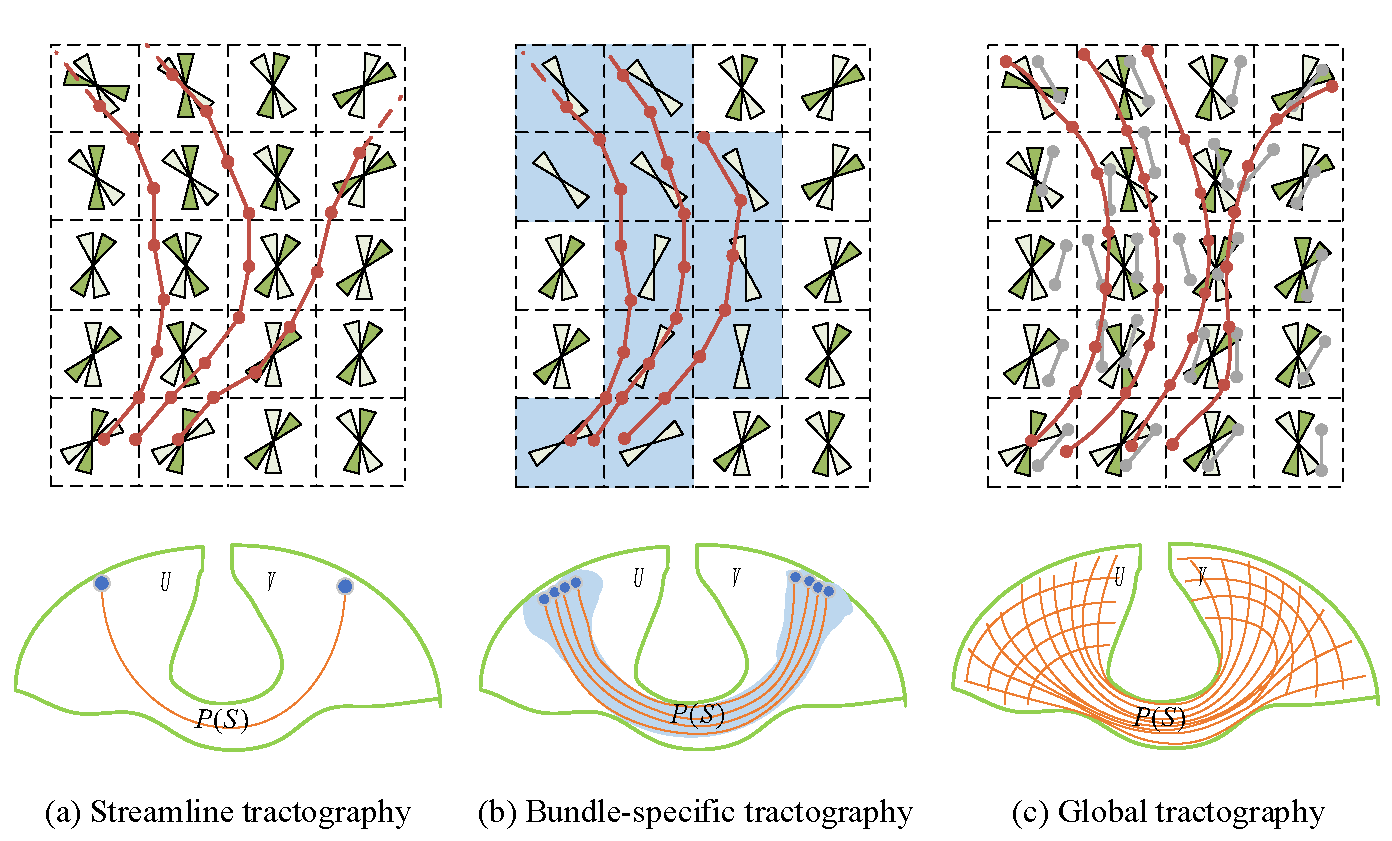 U V
P(S)
U V
P(S)
U V
P(S)
(a) Streamline tractography
(b) Bundle-specific tractography
(c) Global tractography